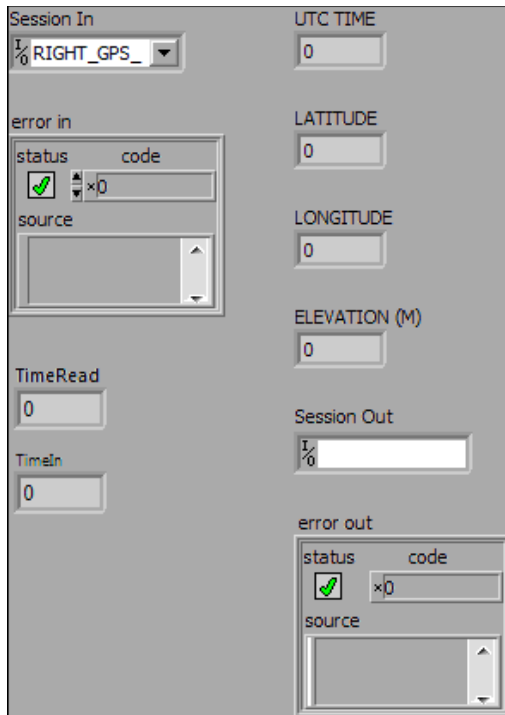 Session In
I/O RIGHT_GPS_
error in
status code
×0
source
TimeRead
0
TimeIn
0
UTC TIME
0
LATITUDE
0
LONGITUDE
0
ELEVATION (M)
0
Session Out
I/O
error out
status code
×0
source